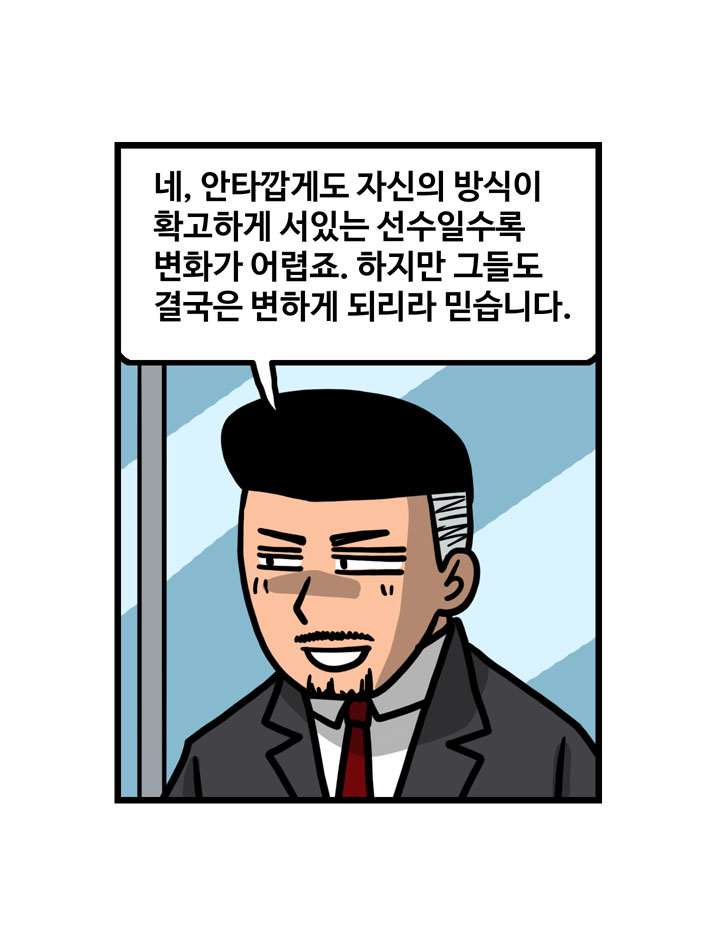 네, 안타깝게도 자신의 방식이
확고하게 서있는 선수일수록
변화가 어렵죠. 하지만 그들도
결국은 변하게 되리라 믿습니다.